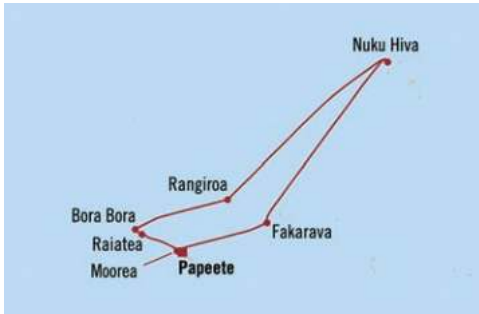 Nuku Hiva
Rangiroa
Bora Bora
Fakarava
Raiatea
Moorea
Papeete